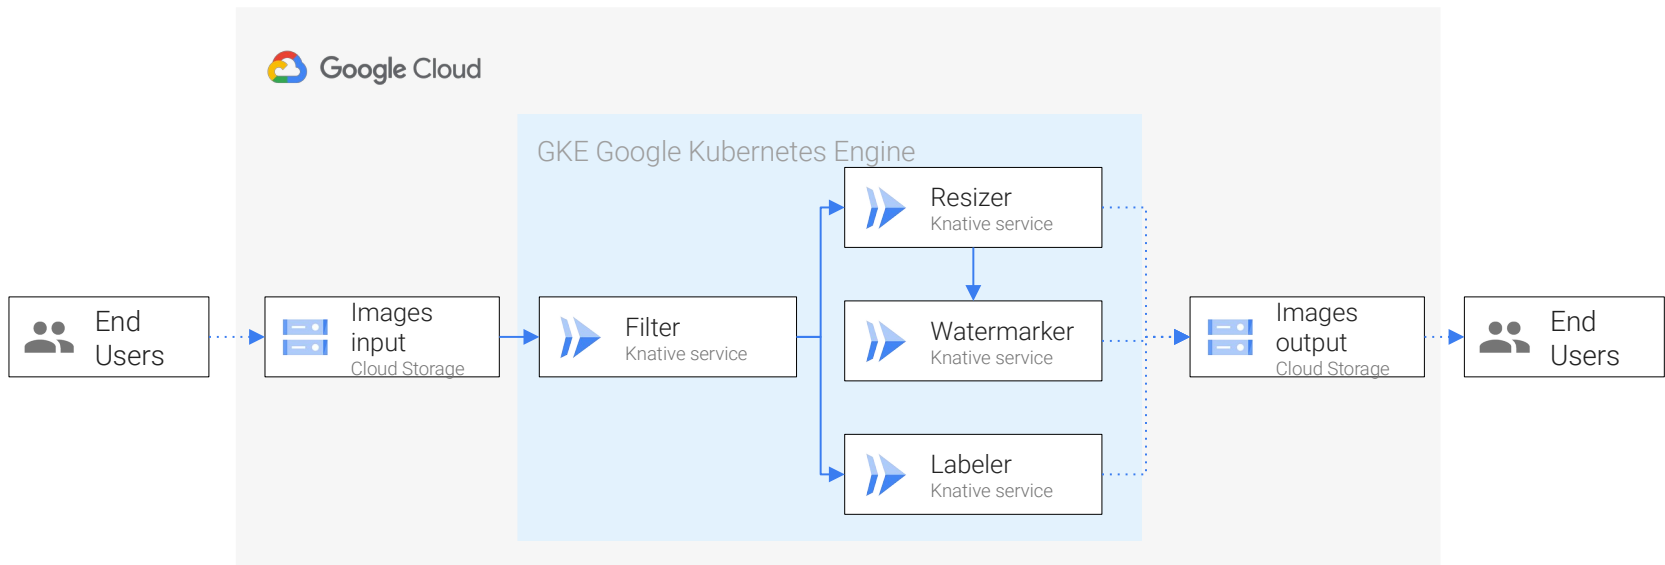 Google Cloud
GKE Google Kubernetes Engine
End
Users
Images
input
Cloud Storage
Filter
Knative service
Resizer
Knative service
Watermarker
Knative service
Labeler
Knative service
Images
output
Cloud Storage
End
Users